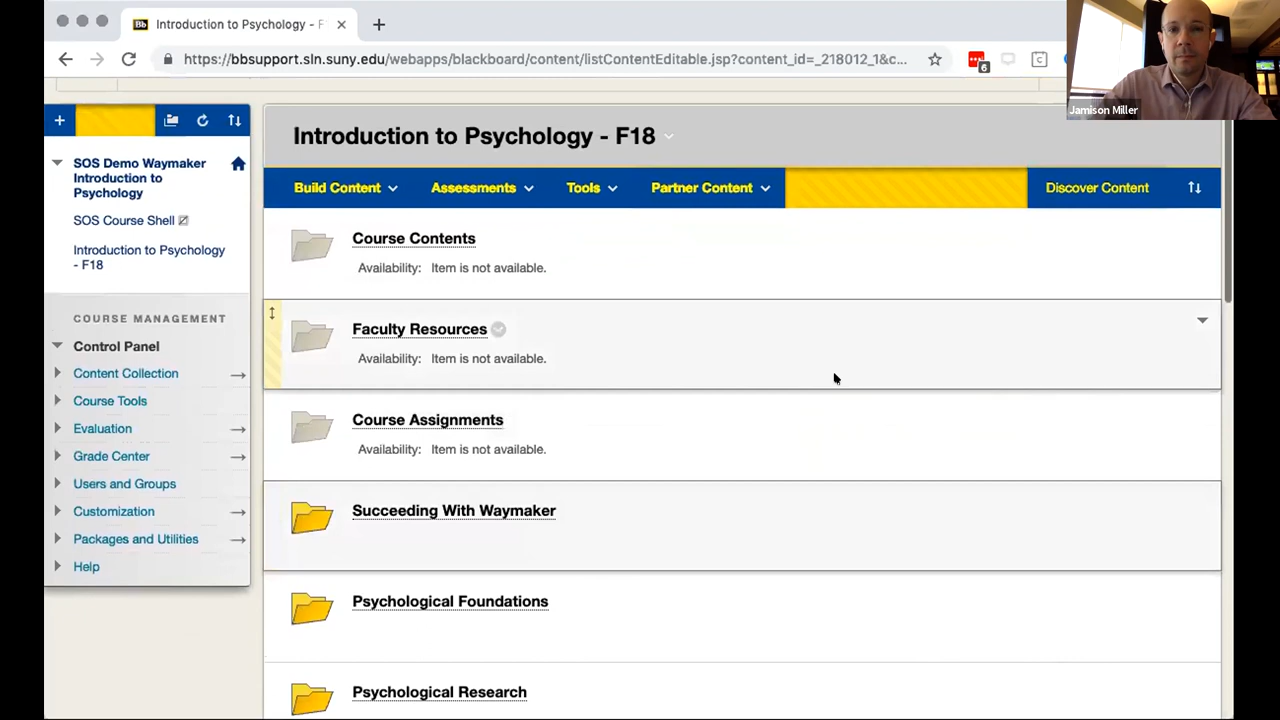 Bb Introduction to Psychology - F
https://bbsupport.sln.suny.edu/webapps/blackboard/content/listContentEditable.jsp?content_id=_218012_1&c...
6
C
Jamison Miller
SOS Demo Waymaker
Introduction to
Psychology
SOS Course Shell
Introduction to Psychology
- F18
COURSE MANAGEMENT
Control Panel
Content Collection
Course Tools
Evaluation
Grade Center
Users and Groups
Customization
Packages and Utilities
Help
Introduction to Psychology - F18
Build Content
Assessments
Tools
Partner Content
Discover Content
Course Contents
Availability: Item is not available.
Faculty Resources
Availability: Item is not available.
Course Assignments
Availability: Item is not available.
Succeeding With Waymaker
Psychological Foundations
Psychological Research